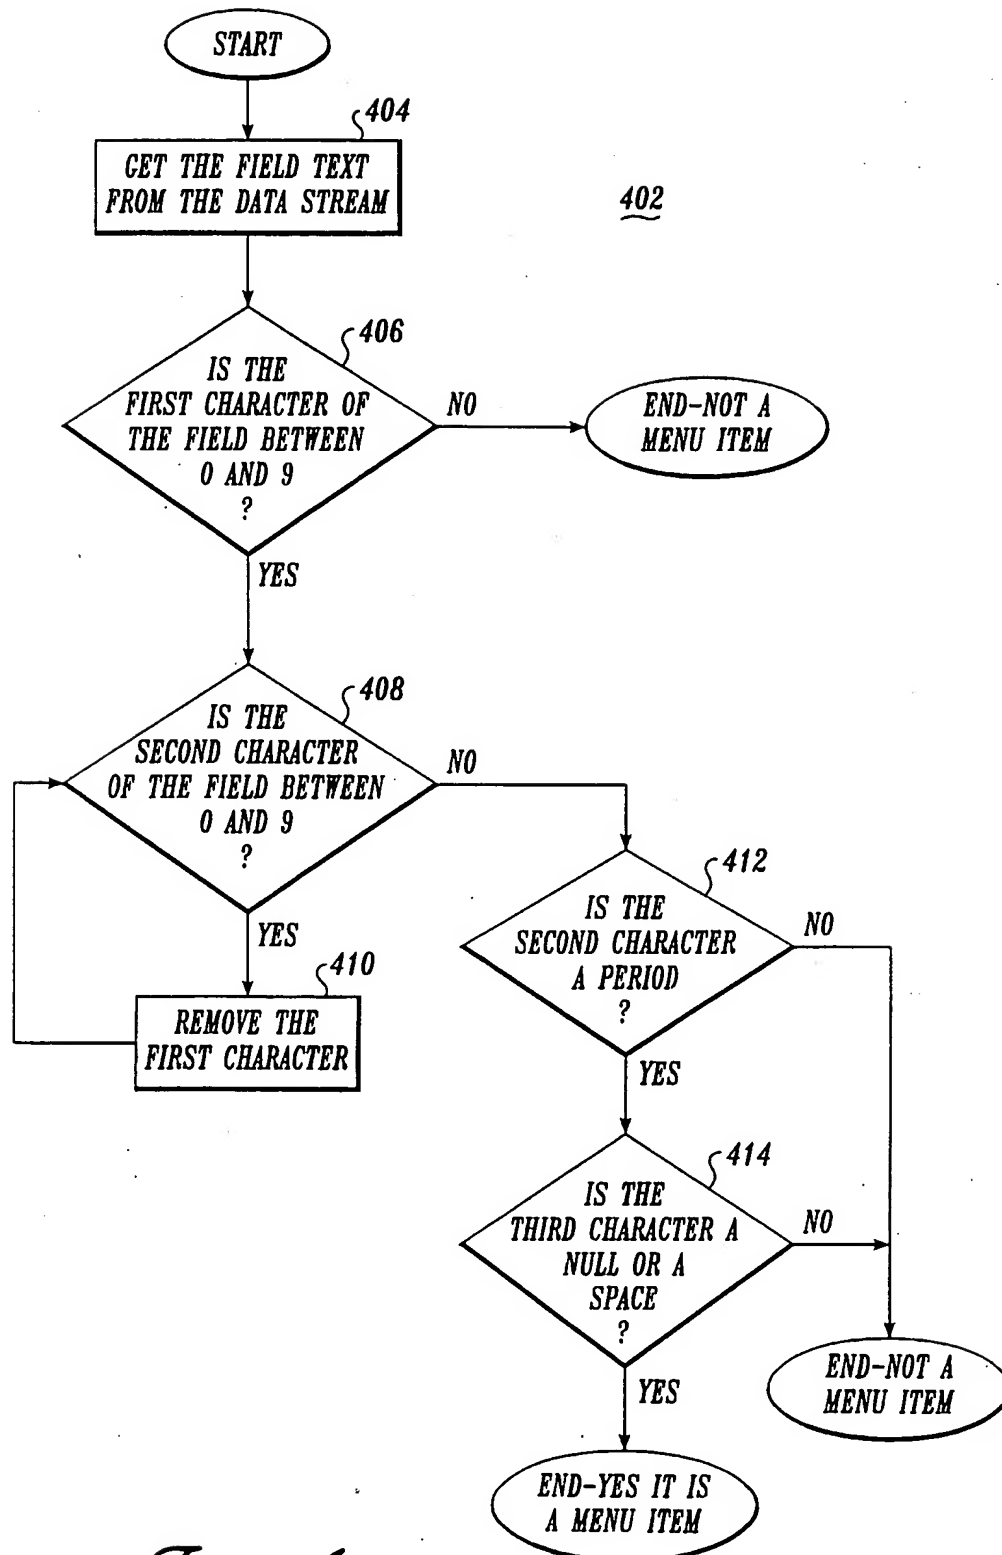 START
404
GET THE FIELD TEXT
FROM THE DATA STREAM
402
406
IS THE
FIRST CHARACTER OF
THE FIELD BETWEEN
0 AND 9
?
NO
END-NOT A
MENU ITEM
YES
408
IS THE
SECOND CHARACTER
OF THE FIELD BETWEEN
0 AND 9
?
NO
YES
410
REMOVE THE
FIRST CHARACTER
412
IS THE
SECOND CHARACTER
A PERIOD
?
NO
YES
414
IS THE
THIRD CHARACTER A
NULL OR A
SPACE
?
NO
YES
END-NOT A
MENU ITEM
END-YES IT IS
A MENU ITEM